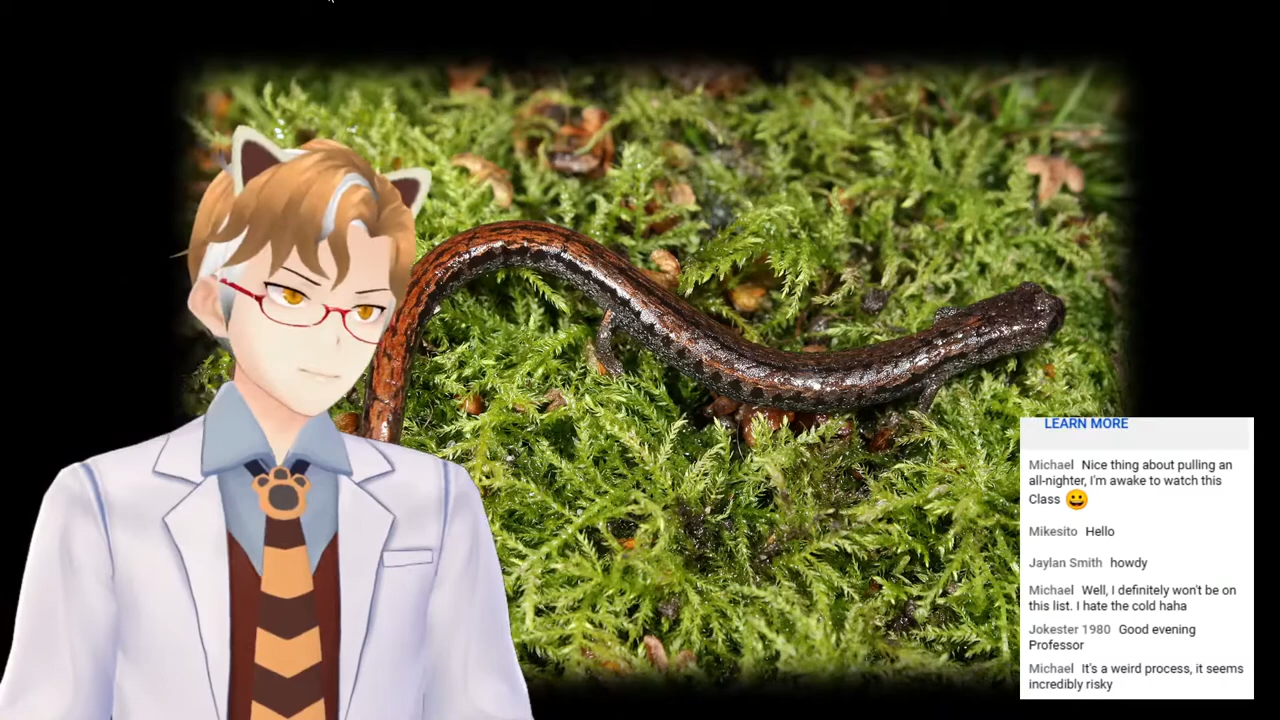 LEARN MORE
Michael Nice thing about pulling an
all-nighter, I'm awake to watch this
Class 😀
Mikesito Hello
Jaylan Smith howdy
Michael Well, I definitely won't be on
this list. I hate the cold haha
Jokester 1980 Good evening
Professor
Michael It's a weird process, it seems
incredibly risky